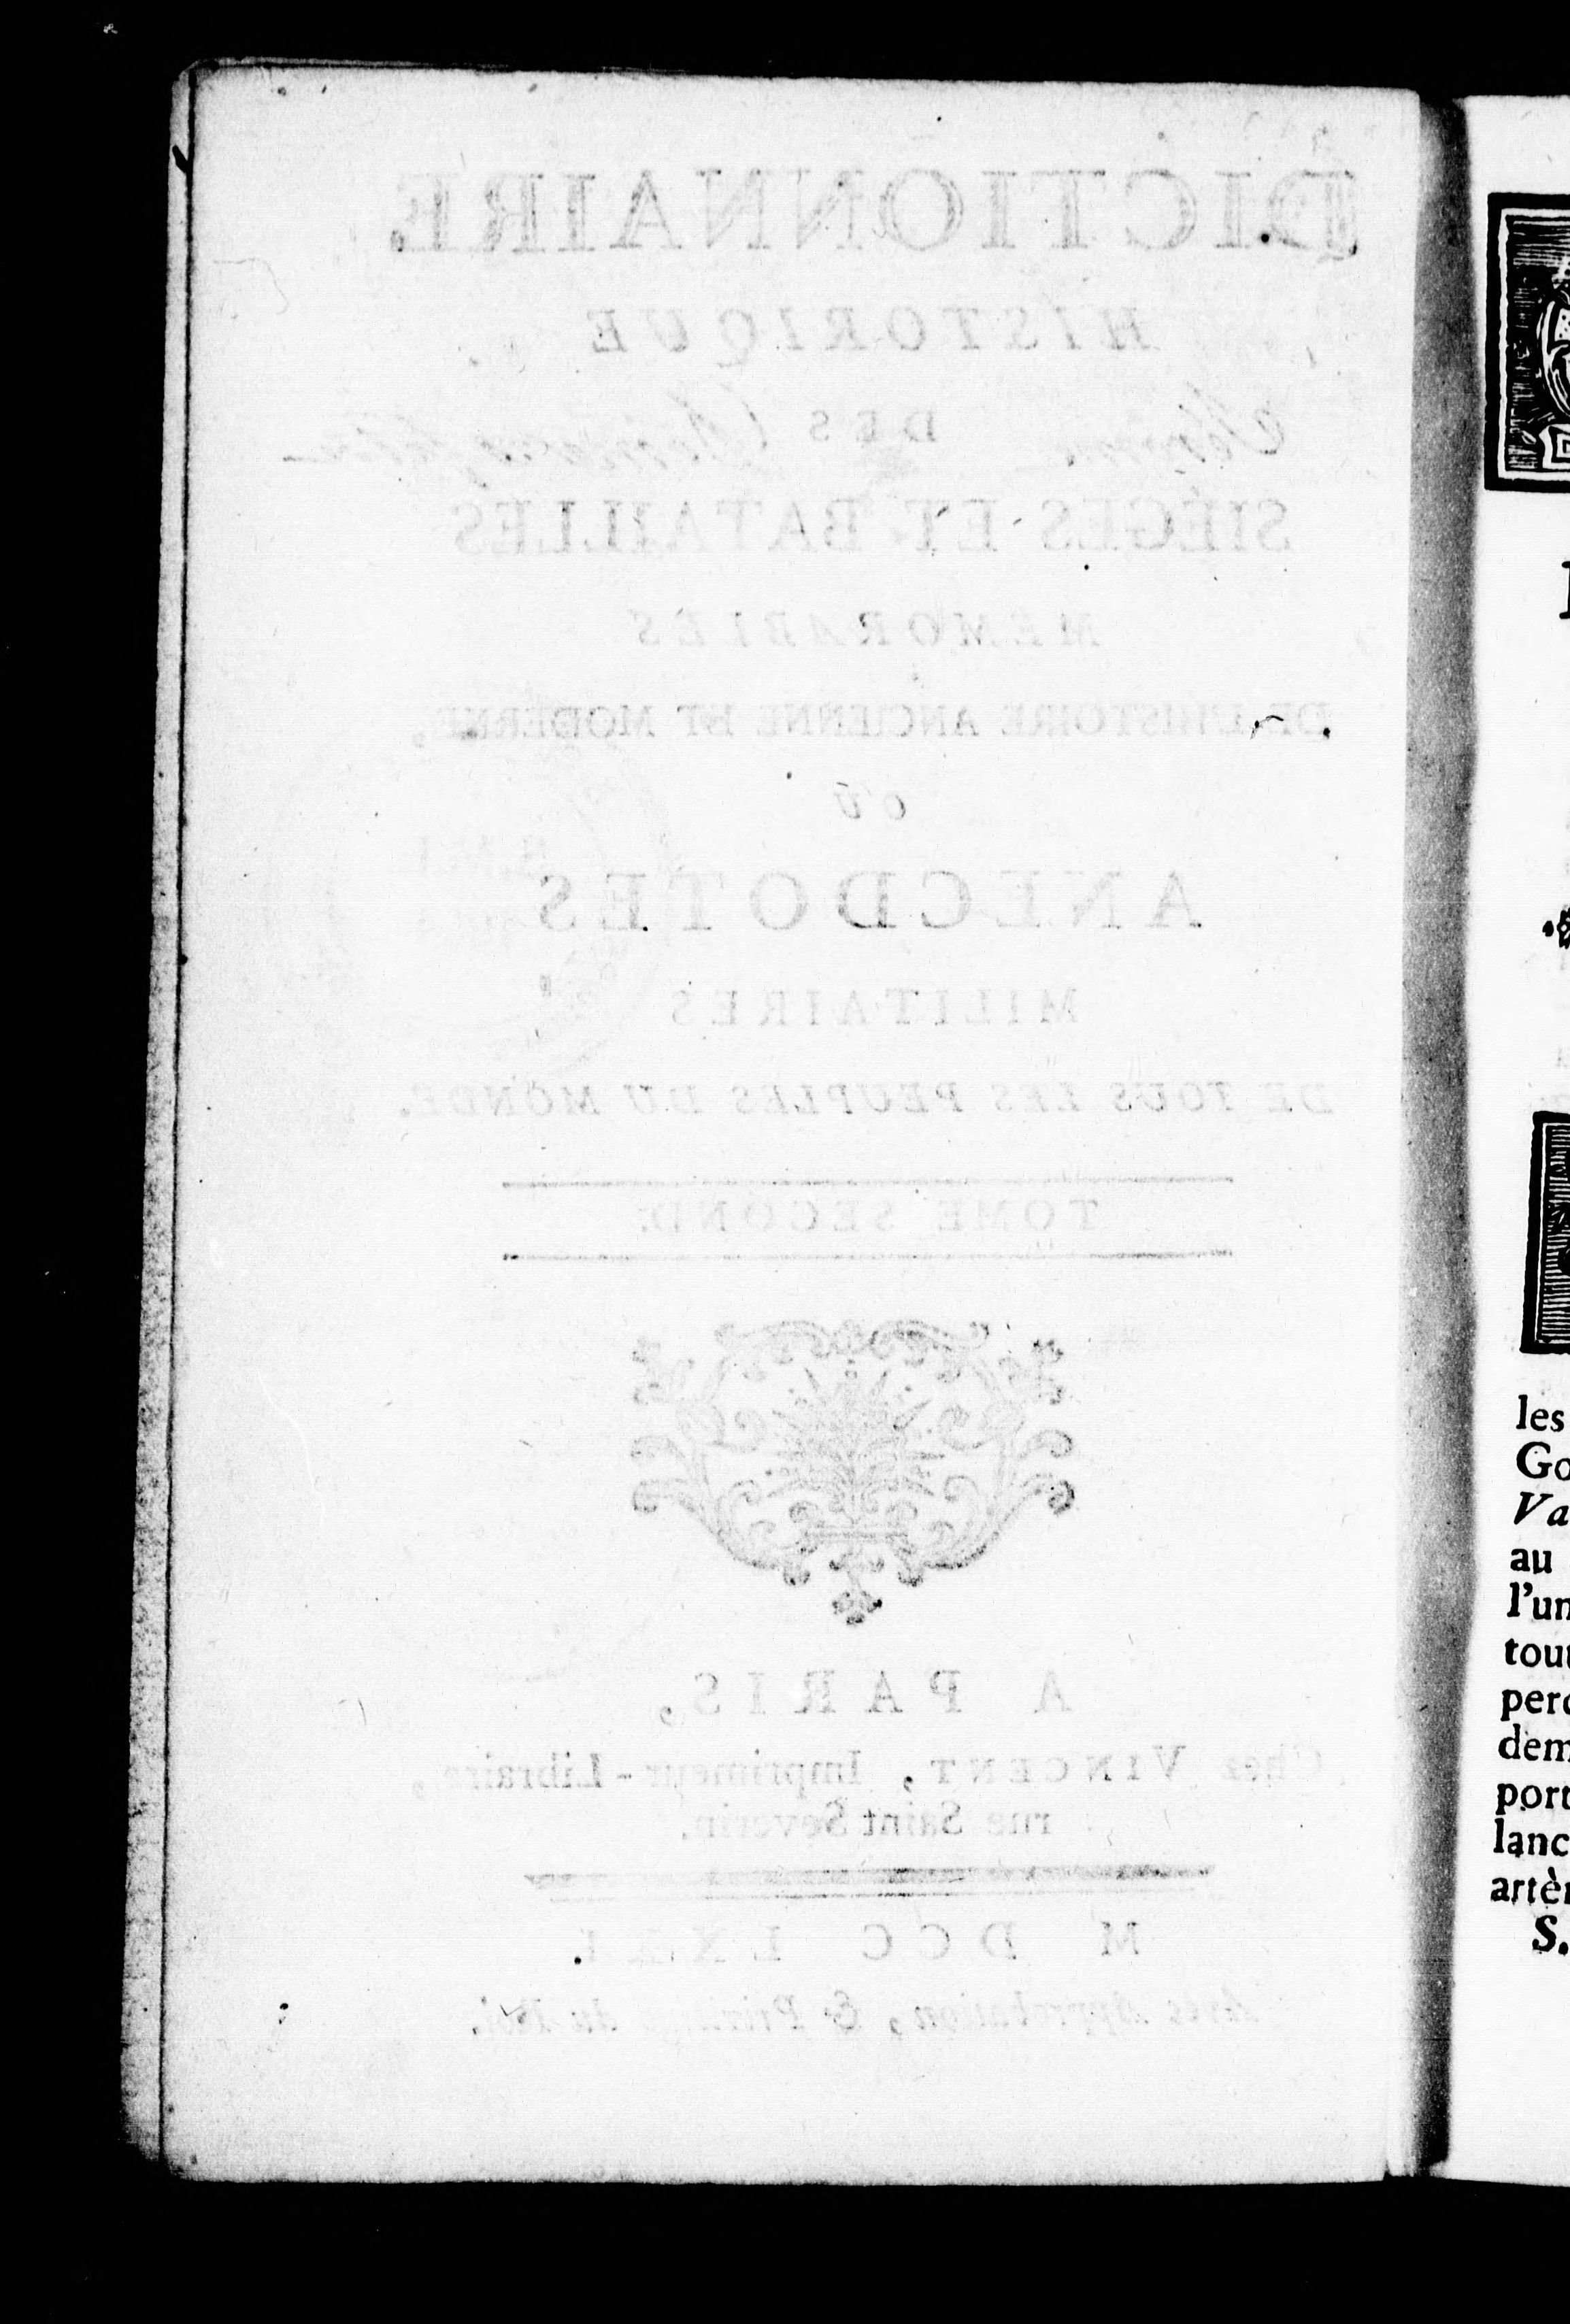 DICTIONNAIRE
HISTORIQUE
DES
SIÉGES ET BATAILLES
MÉMORABLES
DE L'HISTOIRE ANCIENNE ET MODERNE,
OU
ANECDOTES
MILITAIRES
DE TOUS LES PEUPLES DU MONDE.
TOME SECOND.
A PARIS,
Chez VINCENT, Imprimeur-Libraire,
rue Saint Severin.
M DCC
Avec Approbation, & Privilege du Roi.
les
Go
Va
au
l'un
tout
perc
dem
port
lanc
artèr
S.